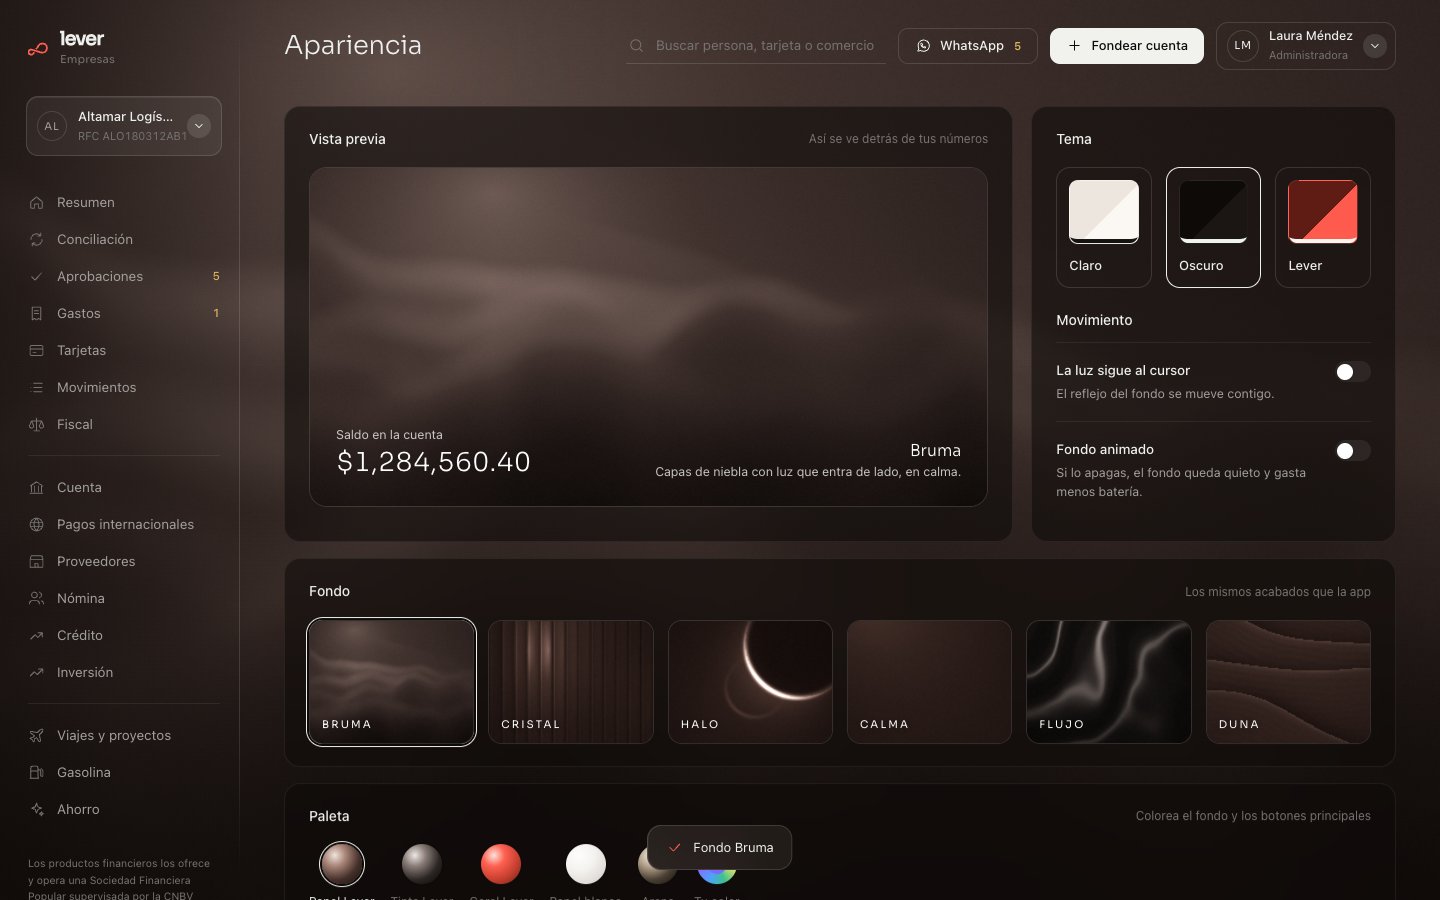 lever
Empresas
Apariencia
Buscar persona, tarjeta o comercio
WhatsApp 5
Fondear cuenta
LM
Laura Méndez
Administradora
AL
Altamar Logís...
RFC ALO180312AB1
Resumen
Conciliación
Aprobaciones 5
Gastos 1
Tarjetas
Movimientos
Fiscal
Cuenta
Pagos internacionales
Proveedores
Nómina
Crédito
Inversión
Viajes y proyectos
Gasolina
Ahorro
Los productos financieros los ofrece
y opera una Sociedad Financiera
Popular supervisada por la CNBV
Vista previa
Así se ve detrás de tus números
Saldo en la cuenta
$1,284,560.40
Bruma
Capas de niebla con luz que entra de lado, en calma.
Tema
Claro
Oscuro
Lever
Movimiento
La luz sigue al cursor
El reflejo del fondo se mueve contigo.
Fondo animado
Si lo apagas, el fondo queda quieto y gasta
menos batería.
Fondo
Los mismos acabados que la app
BRUMA
CRISTAL
HALO
CALMA
FLUJO
DUNA
Paleta
Colorea el fondo y los botones principales
Fondo Bruma